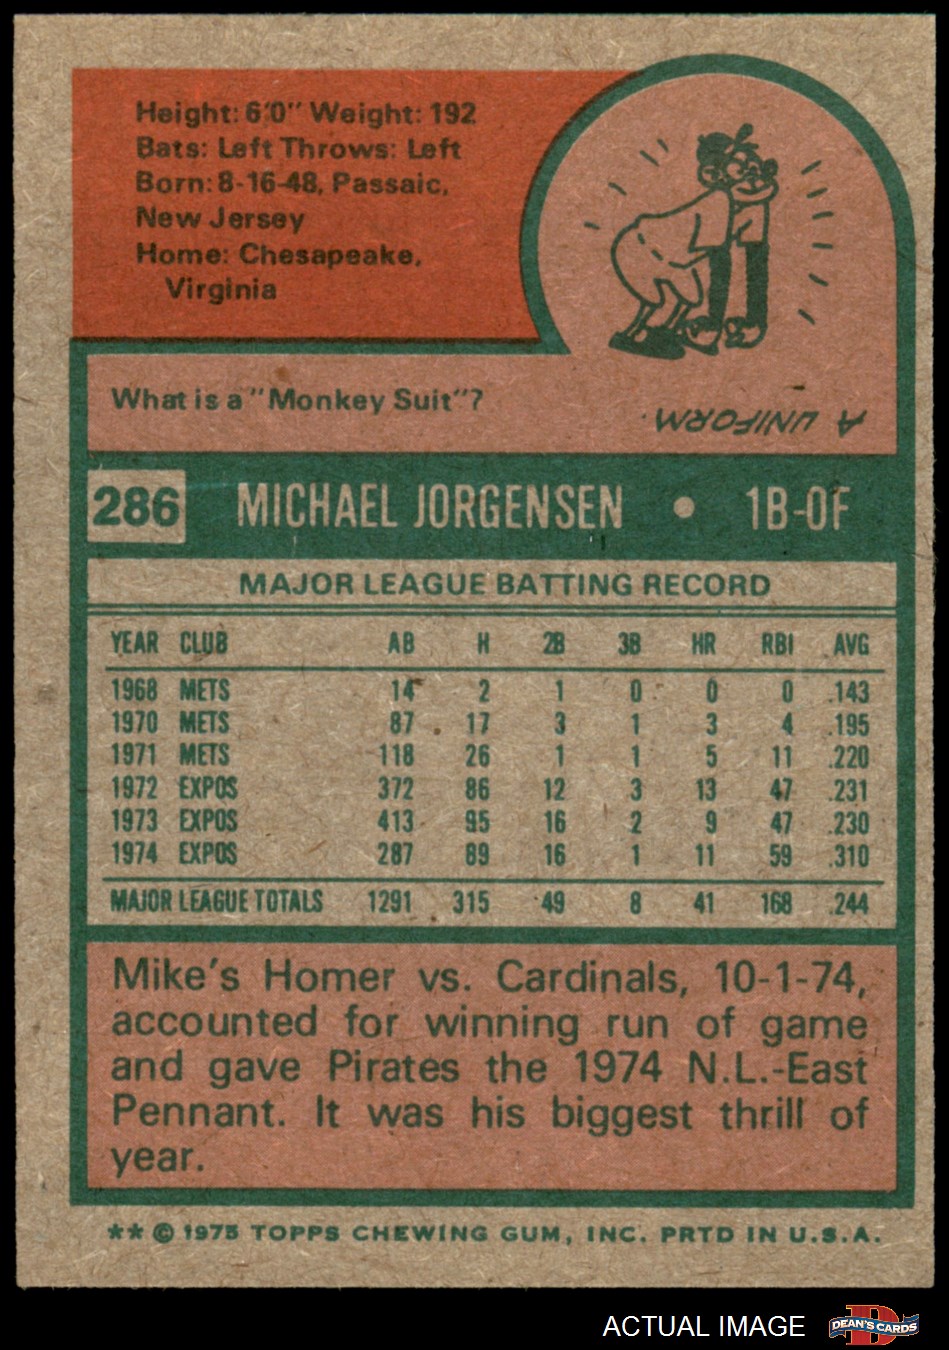 Height: 6'0" Weight: 192
Bats: Left Throws: Left
Born: 8-16-48, Passaic,
New Jersey
Home: Chesapeake,
Virginia
What is a "Monkey Suit"?
A UNIFORM.
286 MICHAEL JORGENSEN • 1B-OF
MAJOR LEAGUE BATTING RECORD
YEAR CLUB AB H 2B 3B HR RBI AVG
1968 METS 14 2 1 0 0 0 .143
1970 METS 87 17 3 1 3 4 .195
1971 METS 118 26 1 1 5 11 .220
1972 EXPOS 372 86 12 3 13 47 .231
1973 EXPOS 413 95 16 2 9 47 .230
1974 EXPOS 287 89 16 1 11 59 .310
MAJOR LEAGUE TOTALS 1291 315 49 8 41 168 .244
Mike's Homer vs. Cardinals, 10-1-74,
accounted for winning run of game
and gave Pirates the 1974 N.L.-East
Pennant. It was his biggest thrill of
year.
** © 1975 TOPPS CHEWING GUM, INC. PRTD IN U.S.A.
ACTUAL IMAGE
DEAN'S CARDS